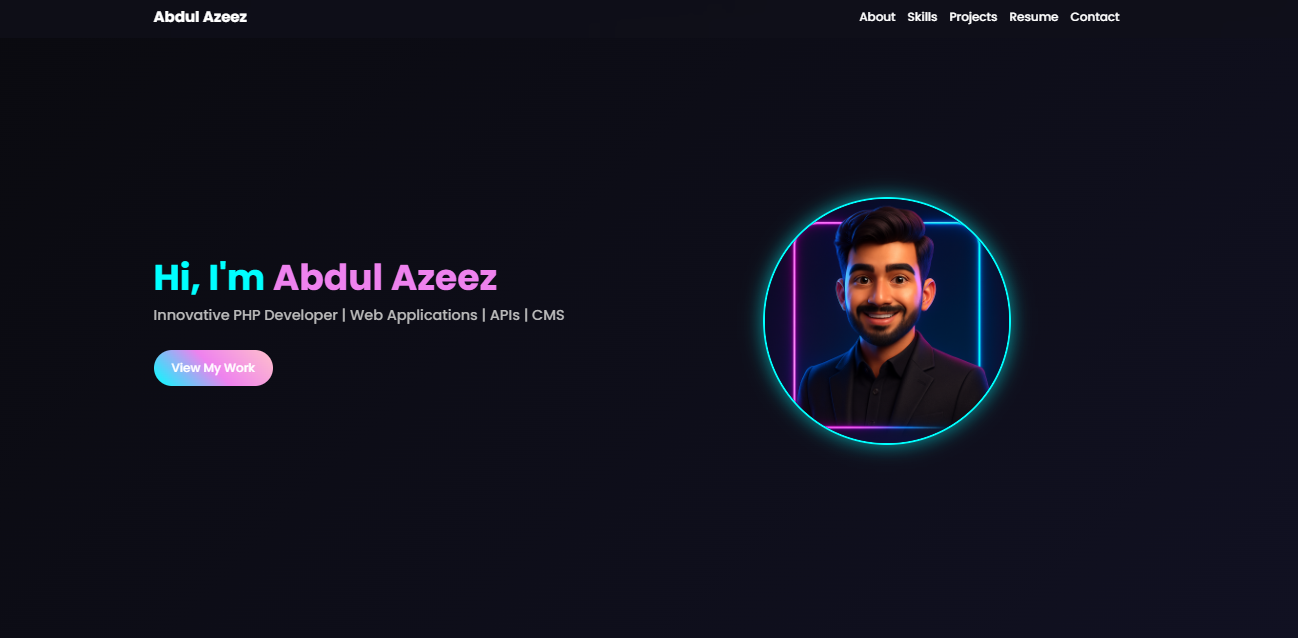 Abdul Azeez
About Skills Projects Resume Contact
Hi, I'm Abdul Azeez
Innovative PHP Developer | Web Applications | APIs | CMS
View My Work